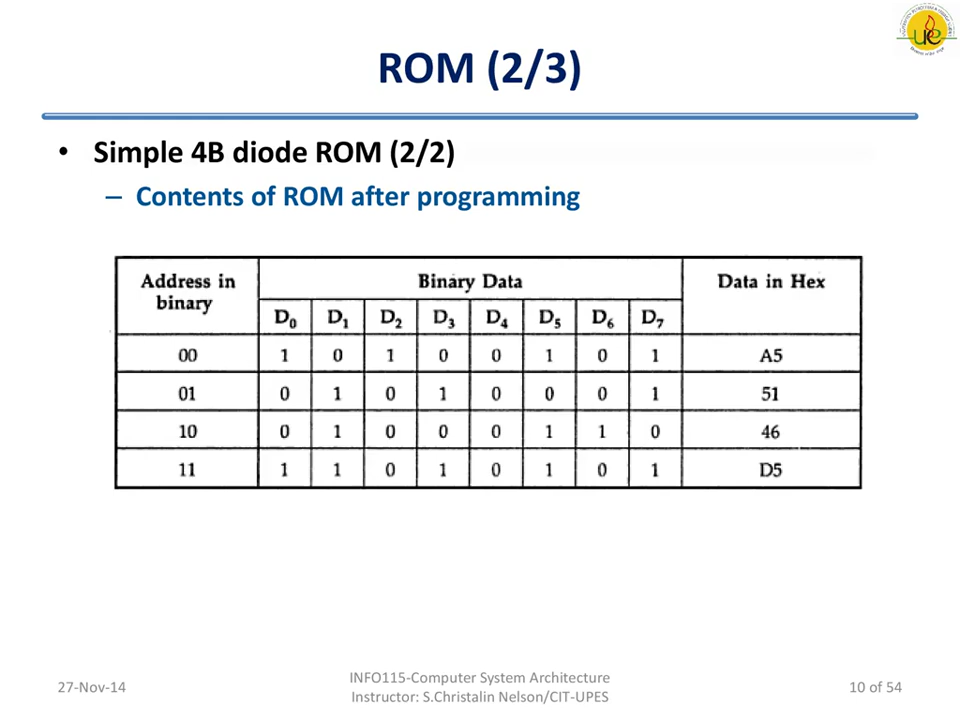 ROM (2/3)
• Simple 4B diode ROM (2/2)
– Contents of ROM after programming
Address in binary Binary Data Data in Hex
D0 D1 D2 D3 D4 D5 D6 D7
00 1 0 1 0 0 1 0 1 A5
01 0 1 0 1 0 0 0 1 51
10 0 1 0 0 0 1 1 0 46
11 1 1 0 1 0 1 0 1 D5
27-Nov-14
INFO115-Computer System Architecture
Instructor: S.Christalin Nelson/CIT-UPES
10 of 54